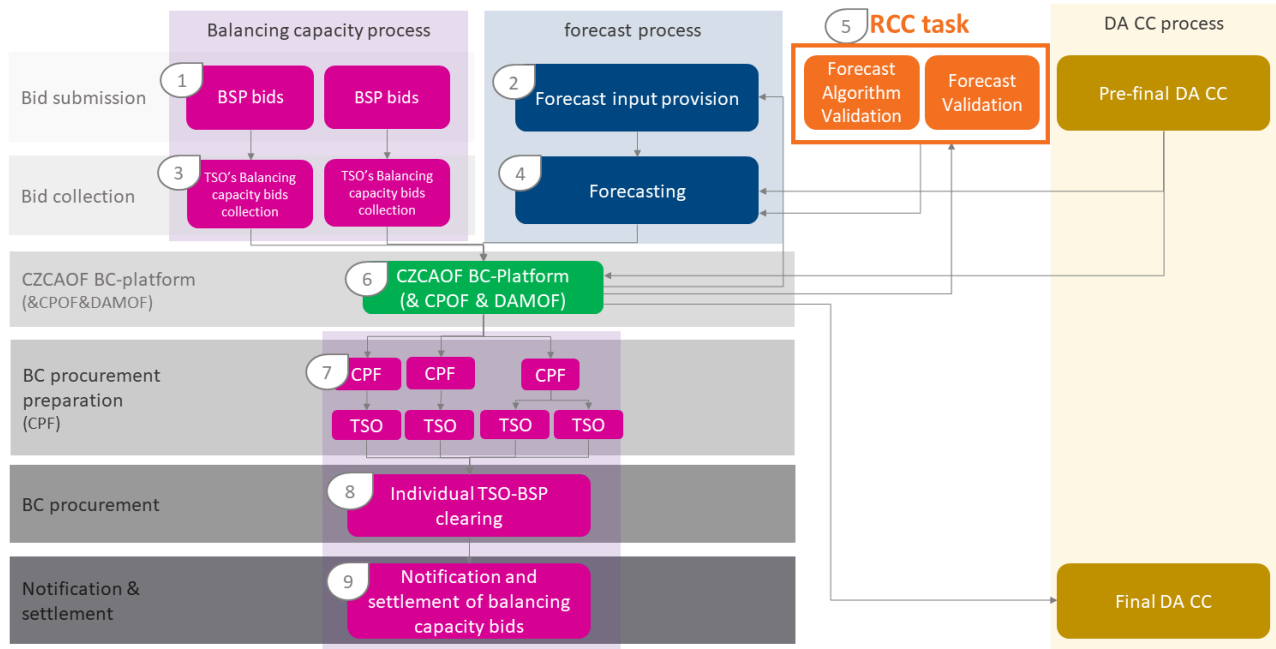 Balancing capacity process
forecast process
5
RCC task
DA CC process
Bid submission
1
BSP bids
BSP bids
2
Forecast input provision
Forecast
Algorithm
Validation
Forecast
Validation
Pre-final DA CC
Bid collection
3
TSO's Balancing
capacity bids
collection
TSO's Balancing
capacity bids
collection
4
Forecasting
CZCAOF BC-platform
(&CPOF&DAMOF)
6
CZCAOF BC-Platform
(& CPOF & DAMOF)
BC procurement
preparation
(CPF)
7
CPF
CPF
CPF
TSO
TSO
TSO
TSO
BC procurement
8
Individual TSO-BSP
clearing
Notification &
settlement
9
Notification and
settlement of balancing
capacity bids
Final DA CC